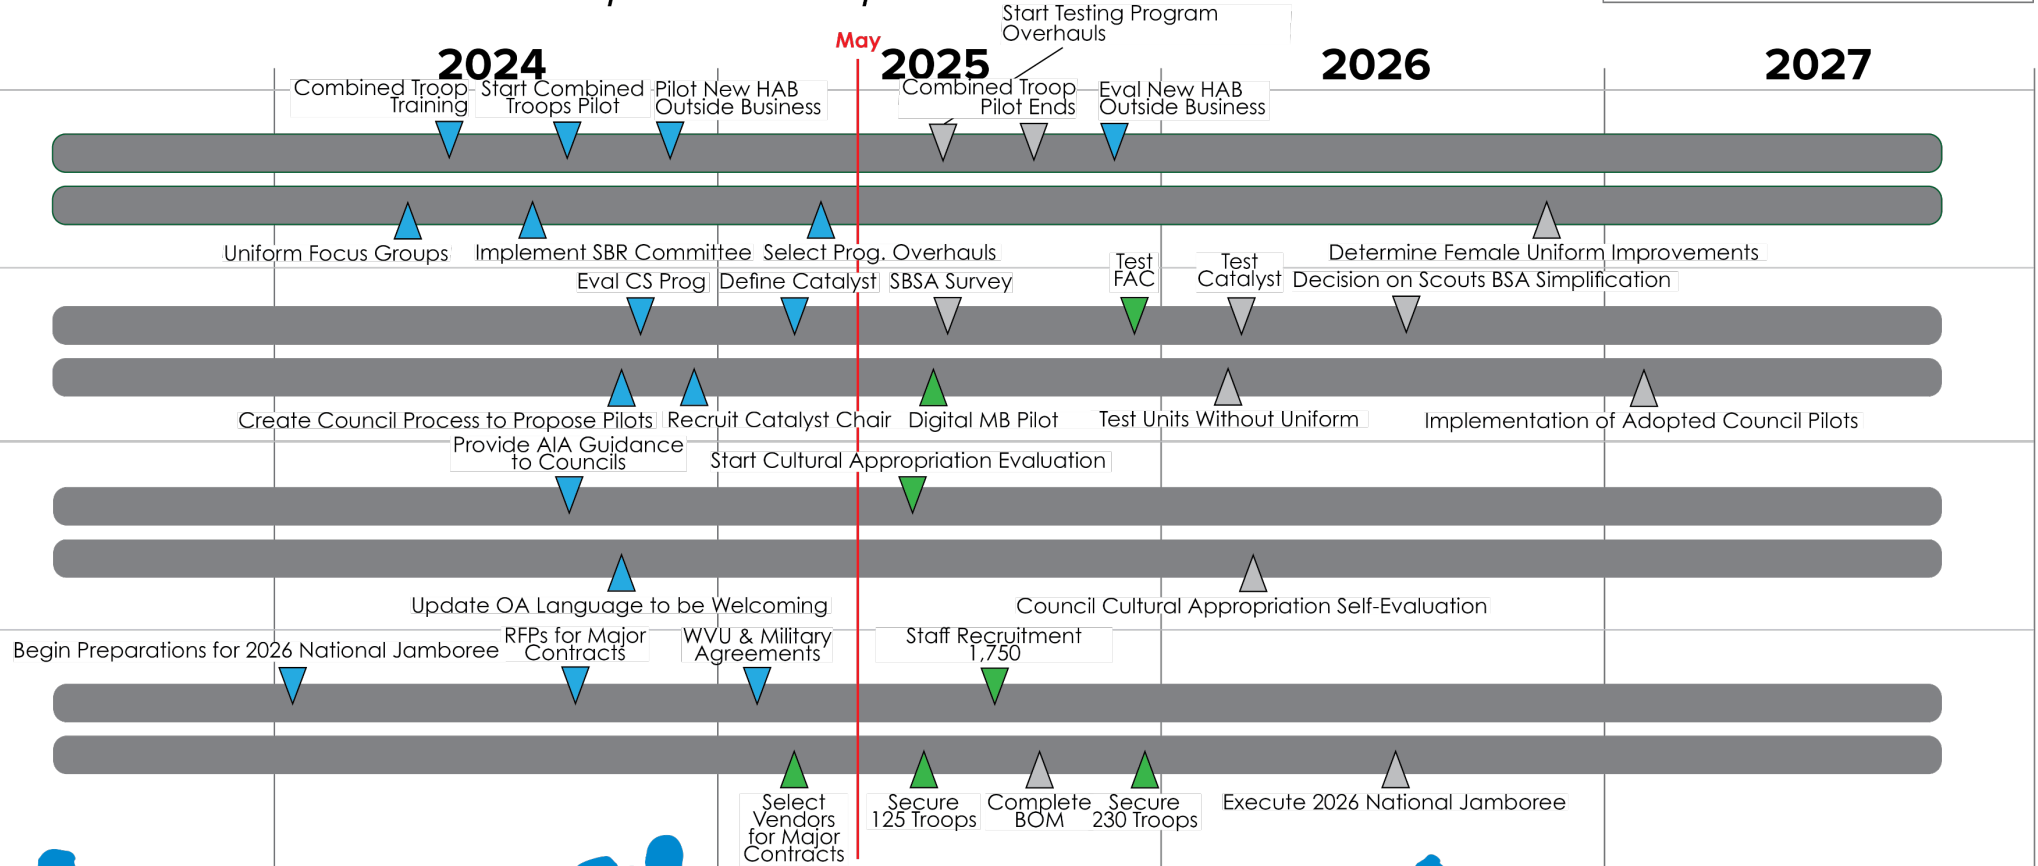 Start Testing Program
Overhauls
May
2024
2025
2026
2027
Combined Troop
Training
Start Combined
Troops Pilot
Pilot New HAB
Outside Business
Combined Troop
Pilot Ends
Eval New HAB
Outside Business
Uniform Focus Groups
Implement SBR Committee
Select Prog. Overhauls
Determine Female Uniform Improvements
Eval CS Prog
Define Catalyst
SBSA Survey
Test
FAC
Test
Catalyst
Decision on Scouts BSA Simplification
Create Council Process to Propose Pilots
Recruit Catalyst Chair
Digital MB Pilot
Test Units Without Uniform
Implementation of Adopted Council Pilots
Provide AIA Guidance
to Councils
Start Cultural Appropriation Evaluation
Update OA Language to be Welcoming
Council Cultural Appropriation Self-Evaluation
Begin Preparations for 2026 National Jamboree
RFPs for Major
Contracts
WVU & Military
Agreements
Staff Recruitment
1,750
Select
Vendors
for Major
Contracts
Secure
125 Troops
Complete
BOM
Secure
230 Troops
Execute 2026 National Jamboree